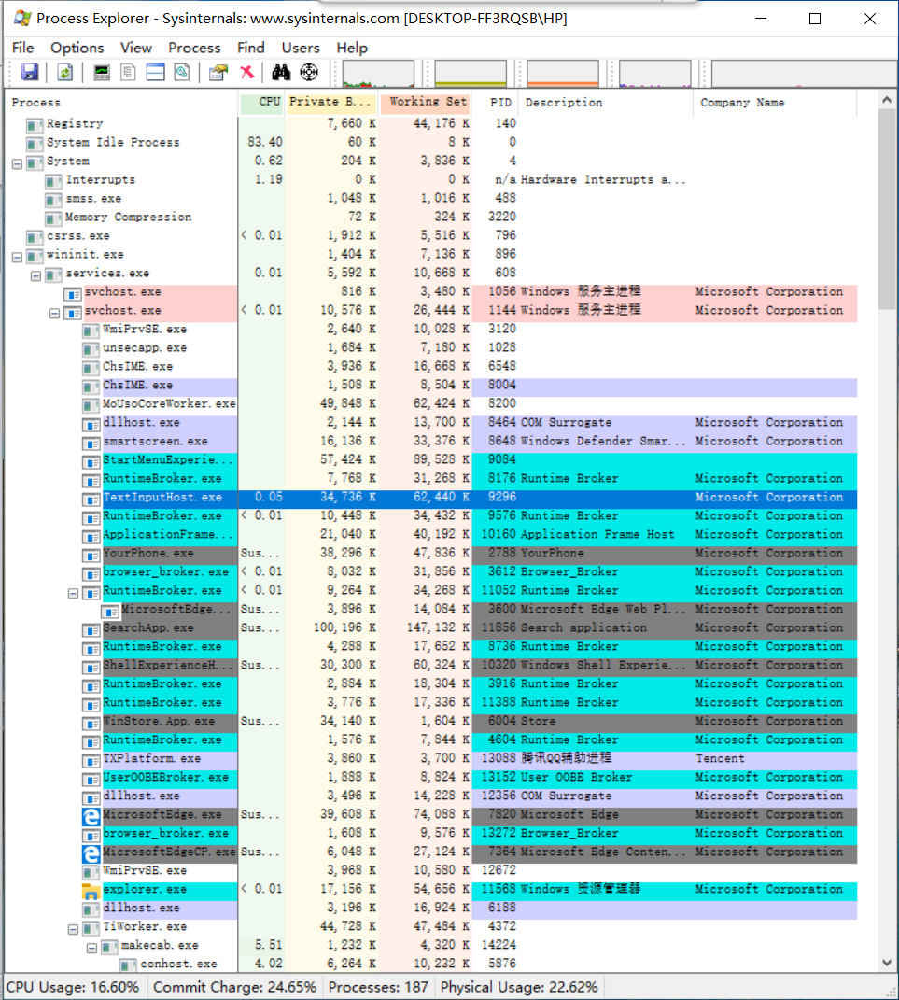 Process Explorer - Sysinternals: www.sysinternals.com [DESKTOP-FF3RQSB\HP]
File Options View Process Find Users Help
Process CPU Private B... Working Set PID Description Company Name
Registry 7,660 K 44,176 K 140
System Idle Process 83.40 60 K 8 K 0
System 0.62 204 K 3,836 K 4
Interrupts 1.19 0 K 0 K n/a Hardware Interrupts a...
smss.exe 1,048 K 1,016 K 488
Memory Compression 72 K 324 K 3220
csrss.exe < 0.01 1,912 K 5,516 K 796
wininit.exe 1,404 K 7,136 K 896
services.exe 0.01 5,592 K 10,668 K 608
svchost.exe 816 K 3,480 K 1056 Windows 服务主进程 Microsoft Corporation
svchost.exe < 0.01 10,576 K 26,444 K 1144 Windows 服务主进程 Microsoft Corporation
WmiPrvSE.exe 2,640 K 10,028 K 3120
unsecapp.exe 1,684 K 7,180 K 1028
ChsIME.exe 3,936 K 16,668 K 6548
ChsIME.exe 1,508 K 8,504 K 8004
MoUsoCoreWorker.exe 49,848 K 62,424 K 8200
dllhost.exe 2,144 K 13,700 K 8464 COM Surrogate Microsoft Corporation
smartscreen.exe 16,136 K 33,376 K 8648 Windows Defender Smar... Microsoft Corporation
StartMenuExperie... 57,424 K 89,528 K 9084
RuntimeBroker.exe 7,768 K 31,268 K 8176 Runtime Broker Microsoft Corporation
TextInputHost.exe 0.05 34,736 K 62,440 K 9296 Microsoft Corporation
RuntimeBroker.exe < 0.01 10,448 K 34,432 K 9576 Runtime Broker Microsoft Corporation
ApplicationFrame... 21,040 K 40,192 K 10160 Application Frame Host Microsoft Corporation
YourPhone.exe Sus... 38,296 K 47,836 K 2788 YourPhone Microsoft Corporation
browser_broker.exe < 0.01 8,032 K 31,856 K 3612 Browser_Broker Microsoft Corporation
RuntimeBroker.exe < 0.01 9,264 K 34,268 K 11052 Runtime Broker Microsoft Corporation
MicrosoftEdge... Sus... 3,896 K 14,084 K 3600 Microsoft Edge Web Pl... Microsoft Corporation
SearchApp.exe Sus... 100,196 K 147,132 K 11856 Search application Microsoft Corporation
RuntimeBroker.exe 4,288 K 17,652 K 8736 Runtime Broker Microsoft Corporation
ShellExperienceH... Sus... 30,300 K 60,324 K 10320 Windows Shell Experie... Microsoft Corporation
RuntimeBroker.exe 2,884 K 18,304 K 3916 Runtime Broker Microsoft Corporation
RuntimeBroker.exe 3,776 K 17,336 K 11388 Runtime Broker Microsoft Corporation
WinStore.App.exe Sus... 34,140 K 1,604 K 6004 Store Microsoft Corporation
RuntimeBroker.exe 1,576 K 7,844 K 4604 Runtime Broker Microsoft Corporation
TXPlatform.exe 3,860 K 3,700 K 13088 腾讯QQ辅助进程 Tencent
UserOOBEBroker.exe 1,888 K 8,824 K 13152 User OOBE Broker Microsoft Corporation
dllhost.exe 3,496 K 14,228 K 12356 COM Surrogate Microsoft Corporation
MicrosoftEdge.exe Sus... 39,608 K 74,088 K 7820 Microsoft Edge Microsoft Corporation
browser_broker.exe 1,608 K 9,576 K 13272 Browser_Broker Microsoft Corporation
MicrosoftEdgeCP.exe Sus... 6,048 K 27,124 K 7364 Microsoft Edge Conten... Microsoft Corporation
WmiPrvSE.exe 3,968 K 10,580 K 12672
explorer.exe < 0.01 17,156 K 54,656 K 11568 Windows 资源管理器 Microsoft Corporation
dllhost.exe 3,196 K 16,924 K 6188
TiWorker.exe 44,728 K 47,484 K 4372
makecab.exe 5.51 1,232 K 4,320 K 14224
conhost.exe 4.02 6,264 K 10,232 K 5876
CPU Usage: 16.60% Commit Charge: 24.65% Processes: 187 Physical Usage: 22.62%